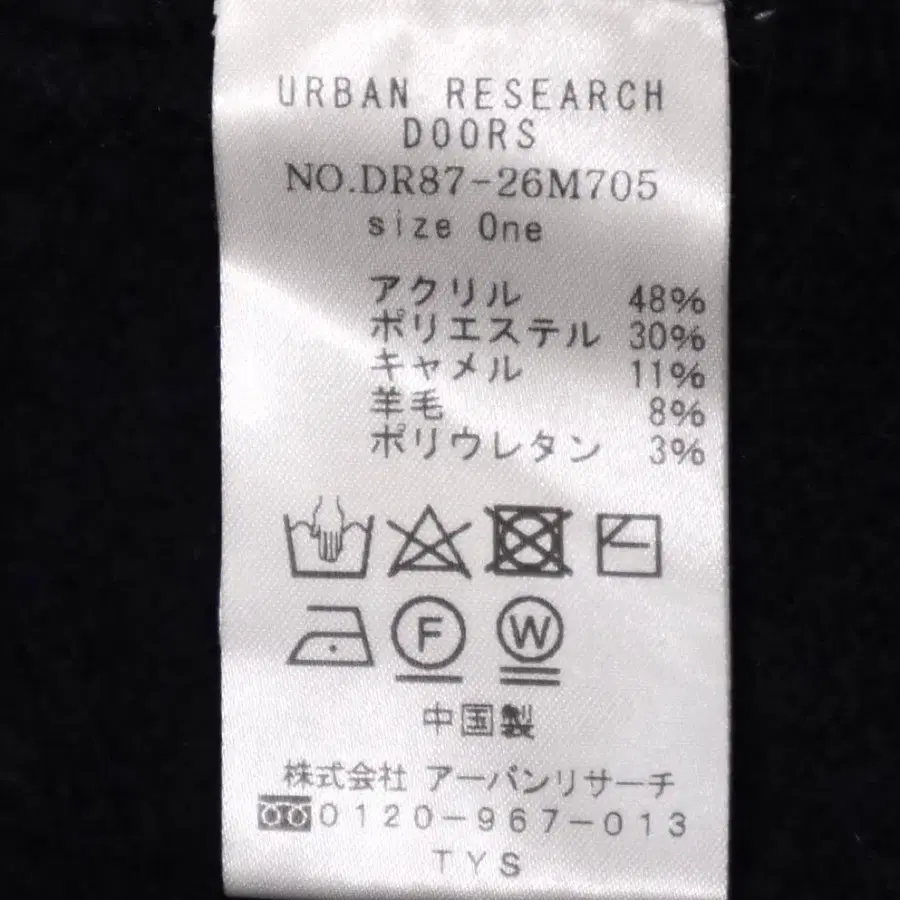 URBAN RESEARCH
DOORS
NO.DR87-26M705
size One
アクリル 48%
ポリエステル 30%
キャメル 11%
羊毛 8%
ポリウレタン 3%
F W
中国製
株式会社 アーバンリサーチ
0120-967-013
TYS